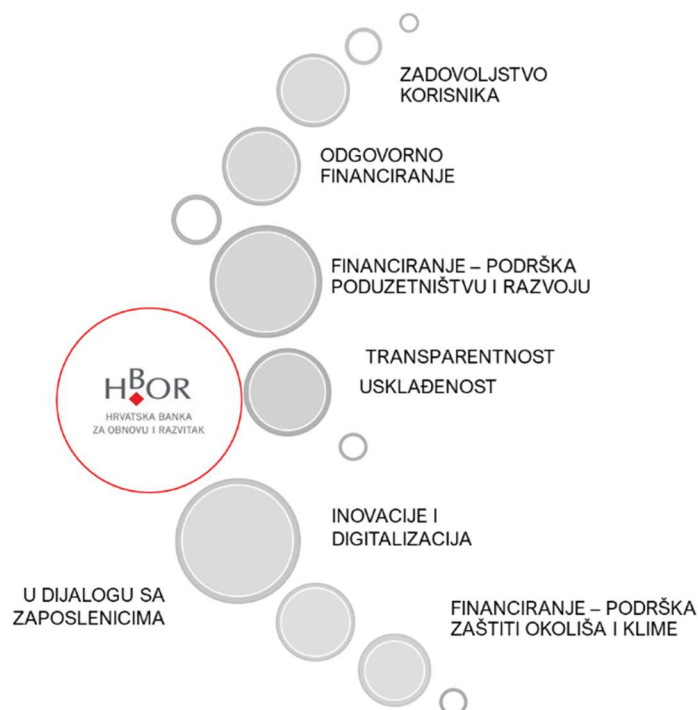 ZADOVOLJSTVO
KORISNIKA
ODGOVORNO
FINANCIRANJE
FINANCIRANJE – PODRŠKA
PODUZETNIŠTVU I RAZVOJU
TRANSPARENTNOST
USKLAĐENOST
HBOR
HRVATSKA BANKA
ZA OBNOVU I RAZVITAK
INOVACIJE I
DIGITALIZACIJA
U DIJALOGU SA
ZAPOSLENICIMA
FINANCIRANJE – PODRŠKA
ZAŠTITI OKOLIŠA I KLIME